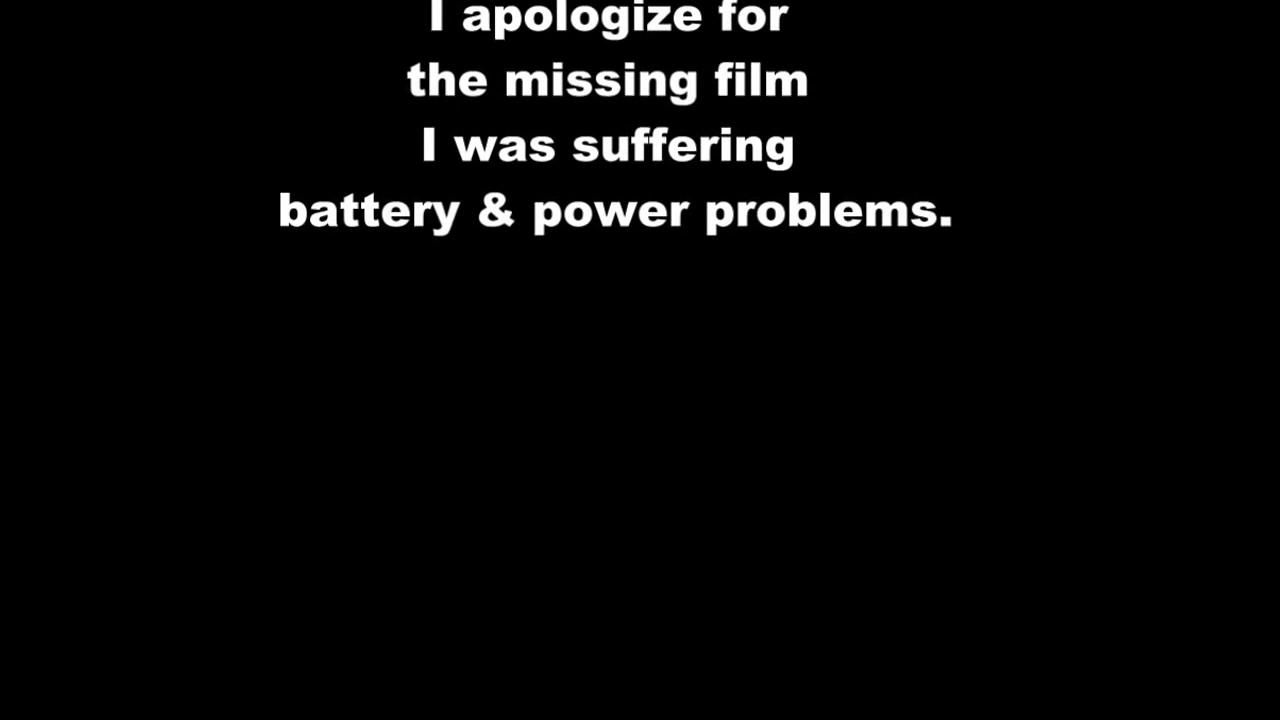 I apologize for
the missing film
I was suffering
battery & power problems.